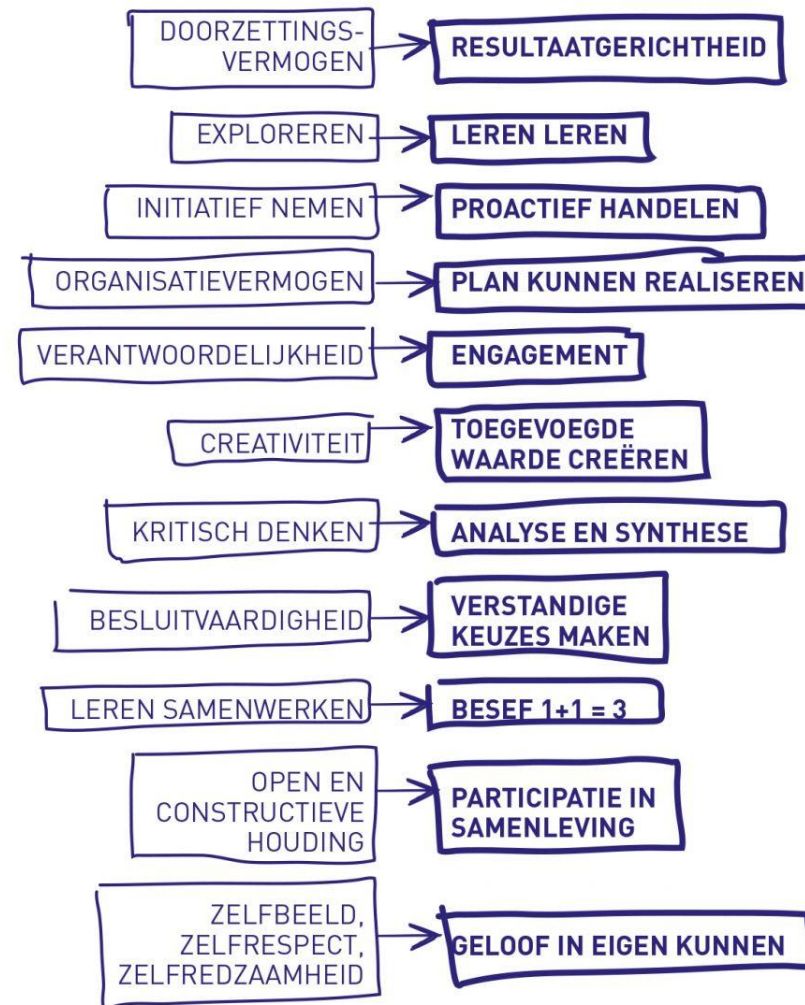 DOORZETTINGS-
VERMOGEN
RESULTAATGERICHTHEID
EXPLOREREN
LEREN LEREN
INITIATIEF NEMEN
PROACTIEF HANDELEN
ORGANISATIEVERMOGEN
PLAN KUNNEN REALISEREN
VERANTWOORDELIJKHEID
ENGAGEMENT
CREATIVITEIT
TOEGEVOEGDE
WAARDE CREËREN
KRITISCH DENKEN
ANALYSE EN SYNTHESE
BESLUITVAARDIGHEID
VERSTANDIGE
KEUZES MAKEN
LEREN SAMENWERKEN
BESEF 1+1 = 3
OPEN EN
CONSTRUCTIEVE
HOUDING
PARTICIPATIE IN
SAMENLEVING
ZELFBEELD,
ZELFRESPECT,
ZELFREDZAAMHEID
GELOOF IN EIGEN KUNNEN